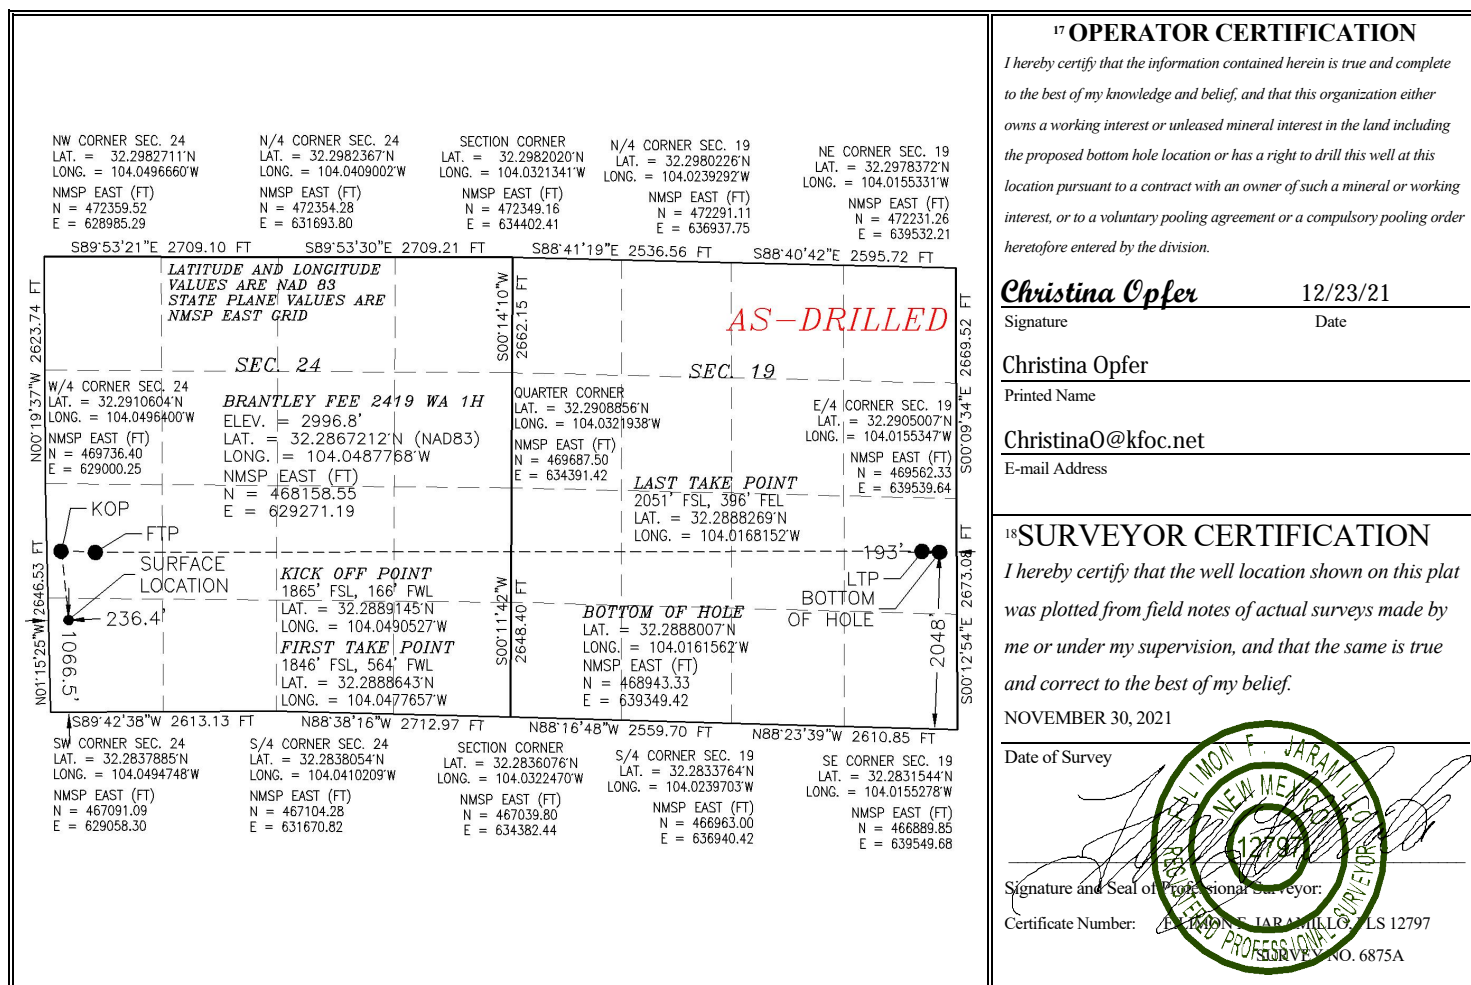 NW CORNER SEC. 24
LAT. = 32.2982711'N
LONG. = 104.0496660'W
NMSP EAST (FT)
N = 472359.52
E = 628985.29
N/4 CORNER SEC. 24
LAT. = 32.2982367'N
LONG. = 104.0409002'W
NMSP EAST (FT)
N = 472354.28
E = 631693.80
SECTION CORNER
LAT. = 32.2982020'N
LONG. = 104.0321341'W
NMSP EAST (FT)
N = 472349.16
E = 634402.41
N/4 CORNER SEC. 19
LAT. = 32.2980226'N
LONG. = 104.0239292'W
NMSP EAST (FT)
N = 472291.11
E = 636937.75
NE CORNER SEC. 19
LAT. = 32.2978372'N
LONG. = 104.0155331'W
NMSP EAST (FT)
N = 472231.26
E = 639532.21
S89°53'21"E 2709.10 FT
S89°53'30"E 2709.21 FT
S88°41'19"E 2536.56 FT
S88°40'42"E 2595.72 FT
LATITUDE AND LONGITUDE
VALUES ARE NAD 83
STATE PLANE VALUES ARE
NMSP EAST GRID
N00°19'37"W 2623.74 FT
S00°14'10"W
2662.15 FT
AS-DRILLED
S00°09'34"E 2669.52 FT
SEC. 24
SEC. 19
W/4 CORNER SEC. 24
LAT. = 32.2910604'N
LONG. = 104.0496400'W
NMSP EAST (FT)
N = 469736.40
E = 629000.25
BRANTLEY FEE 2419 WA 1H
ELEV. = 2996.8'
LAT. = 32.2867212'N (NAD83)
LONG. = 104.0487768'W
NMSP EAST (FT)
N = 468158.55
E = 629271.19
QUARTER CORNER
LAT. = 32.2908856'N
LONG. = 104.0321938'W
NMSP EAST (FT)
N = 469687.50
E = 634391.42
E/4 CORNER SEC. 19
LAT. = 32.2905007'N
LONG. = 104.0155347'W
NMSP EAST (FT)
N = 469562.33
E = 639539.64
LAST TAKE POINT
2051' FSL, 396' FEL
LAT. = 32.2888269'N
LONG. = 104.0168152'W
KOP
FTP
SURFACE
LOCATION
193'
LTP
BOTTOM
OF HOLE
N01°15'25"W 2646.53 FT
236.4'
1066.5'
KICK OFF POINT
1865' FSL, 166' FWL
LAT. = 32.2889145'N
LONG. = 104.0490527'W
FIRST TAKE POINT
1846' FSL, 564' FWL
LAT. = 32.2888643'N
LONG. = 104.0477657'W
S00°11'42"W
2648.40 FT
BOTTOM OF HOLE
LAT. = 32.2888007'N
LONG. = 104.0161562'W
NMSP EAST (FT)
N = 468943.33
E = 639349.42
2048'
S00°12'54"E 2673.08 FT
S89°42'38"W 2613.13 FT
N88°38'16"W 2712.97 FT
N88°16'48"W 2559.70 FT
N88°23'39"W 2610.85 FT
SW CORNER SEC. 24
LAT. = 32.2837885'N
LONG. = 104.0494748'W
NMSP EAST (FT)
N = 467091.09
E = 629058.30
S/4 CORNER SEC. 24
LAT. = 32.2838054'N
LONG. = 104.0410209'W
NMSP EAST (FT)
N = 467104.28
E = 631670.82
SECTION CORNER
LAT. = 32.2836076'N
LONG. = 104.0322470'W
NMSP EAST (FT)
N = 467039.80
E = 634382.44
S/4 CORNER SEC. 19
LAT. = 32.2833764'N
LONG. = 104.0239703'W
NMSP EAST (FT)
N = 466963.00
E = 636940.42
SE CORNER SEC. 19
LAT. = 32.2831544'N
LONG. = 104.0155278'W
NMSP EAST (FT)
N = 466889.85
E = 639549.68
17 OPERATOR CERTIFICATION
I hereby certify that the information contained herein is true and complete
to the best of my knowledge and belief, and that this organization either
owns a working interest or unleased mineral interest in the land including
the proposed bottom hole location or has a right to drill this well at this
location pursuant to a contract with an owner of such a mineral or working
interest, or to a voluntary pooling agreement or a compulsory pooling order
heretofore entered by the division.
Christina Opfer 12/23/21
Signature Date
Christina Opfer
Printed Name
ChristinaO@kfoc.net
E-mail Address
18 SURVEYOR CERTIFICATION
I hereby certify that the well location shown on this plat
was plotted from field notes of actual surveys made by
me or under my supervision, and that the same is true
and correct to the best of my belief.
NOVEMBER 30, 2021
Date of Survey
FILIMON F. JARAMILLO
NEW MEXICO
12797
REGISTERED PROFESSIONAL SURVEYOR
Signature and Seal of Professional Surveyor:
Certificate Number: FILIMON F. JARAMILLO, PLS 12797
SURVEY NO. 6875A